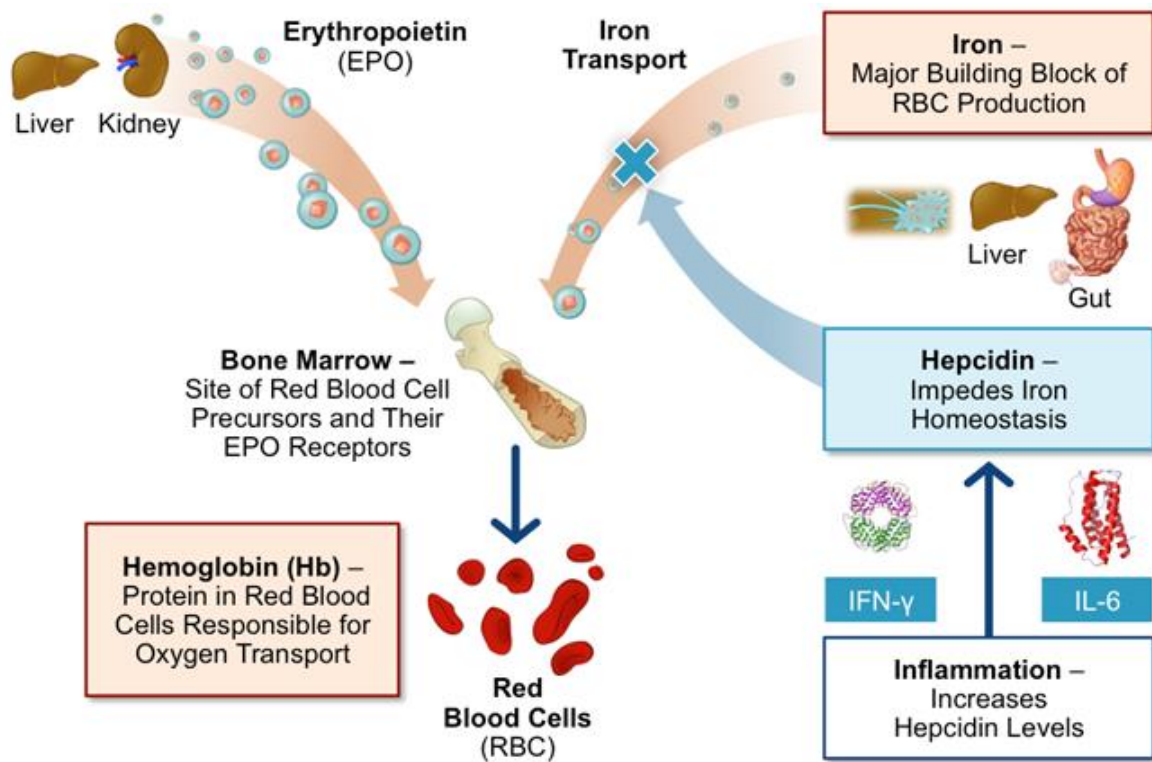 Erythropoietin
(EPO)
Iron
Transport
Iron –
Major Building Block of
RBC Production
Liver
Kidney
Liver
Gut
Bone Marrow –
Site of Red Blood Cell
Precursors and Their
EPO Receptors
Hepcidin –
Impedes Iron
Homeostasis
Hemoglobin (Hb) –
Protein in Red Blood
Cells Responsible for
Oxygen Transport
IFN-γ
IL-6
Red
Blood Cells
(RBC)
Inflammation –
Increases
Hepcidin Levels